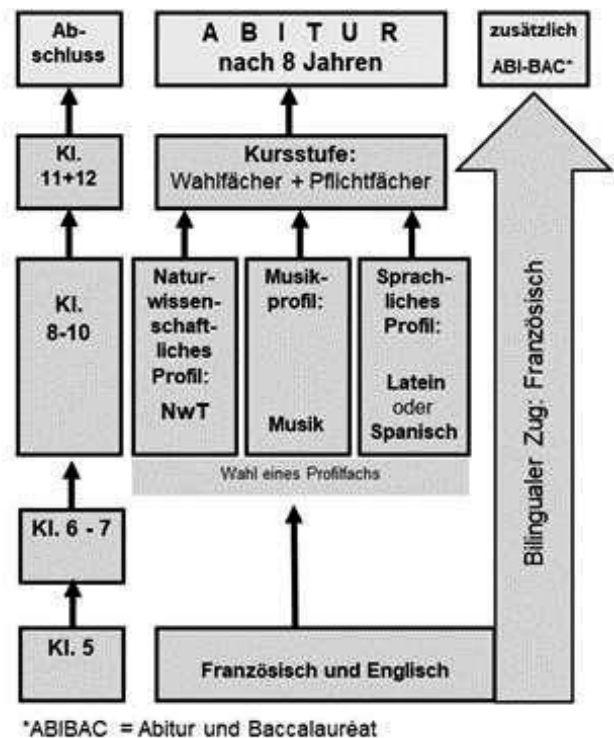 Ab-
schluss
A B I T U R
nach 8 Jahren
zusätzlich
ABI-BAC*
Kl.
11+12
Kursstufe:
Wahlfächer + Pflichtfächer
Kl.
8-10
Natur-
wissen-
schaft-
liches
Profil:
NwT
Musik-
profil:
Musik
Sprach-
liches
Profil:
Latein
oder
Spanisch
Wahl eines Profilfachs
Bilingualer Zug: Französisch
Kl. 6 - 7
Kl. 5
Französisch und Englisch
*ABIBAC = Abitur und Baccalauréat